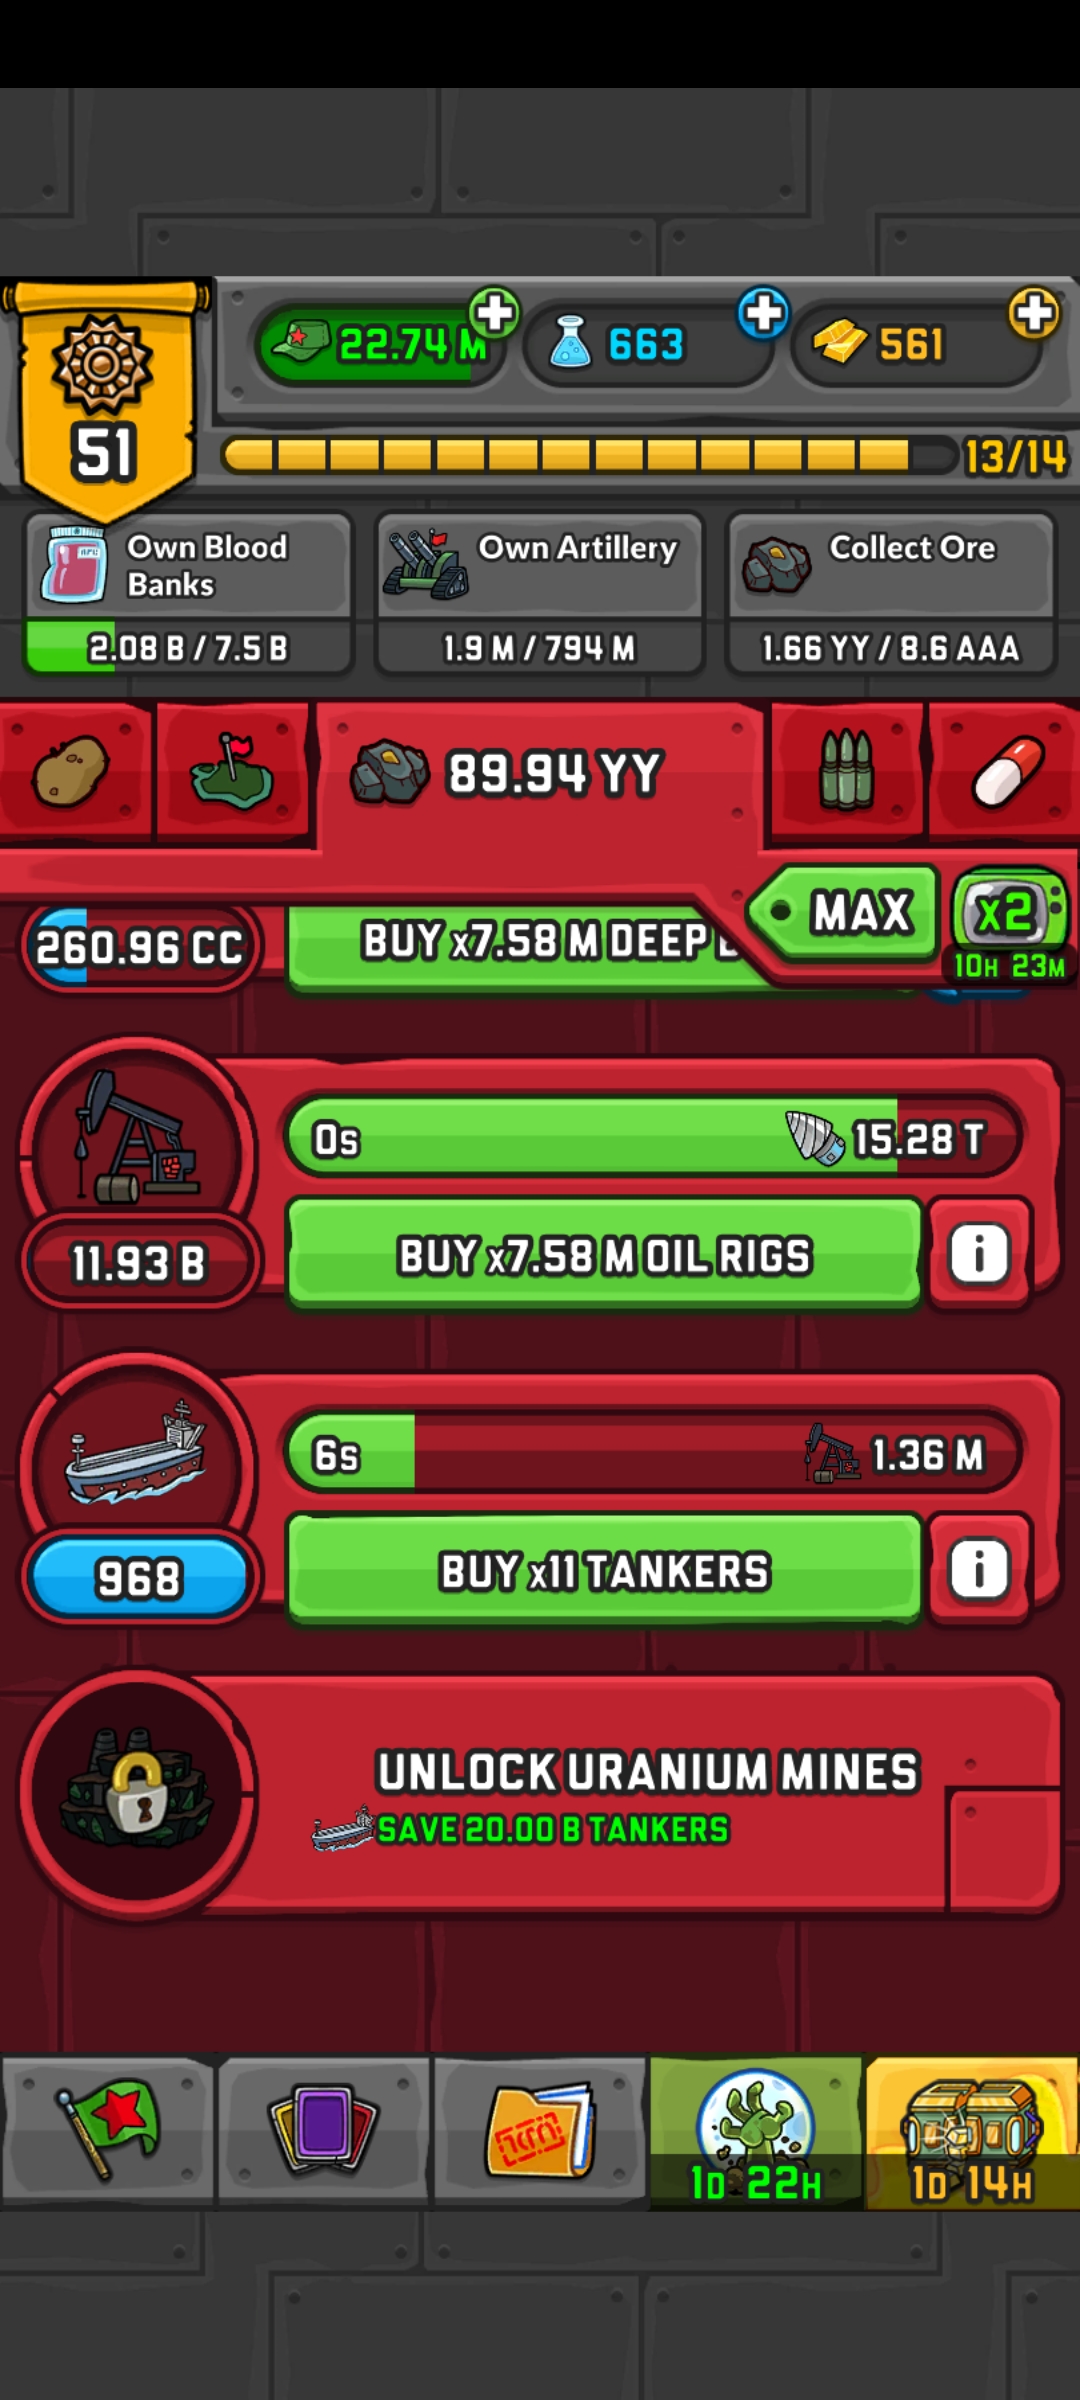 22.74 M
663
561
51
13/14
Own Blood
Banks
2.08 B / 7.5 B
Own Artillery
1.9 M / 794 M
Collect Ore
1.66 YY / 8.6 AAA
89.94 YY
MAX
x2
10H 23M
260.96 CC
BUY x7.58 M DEEP
0s
15.28 T
11.93 B
BUY x7.58 M OIL RIGS
i
6s
1.36 M
968
BUY x11 TANKERS
i
UNLOCK URANIUM MINES
SAVE 20.00 B TANKERS
1D 22H
1D 14H